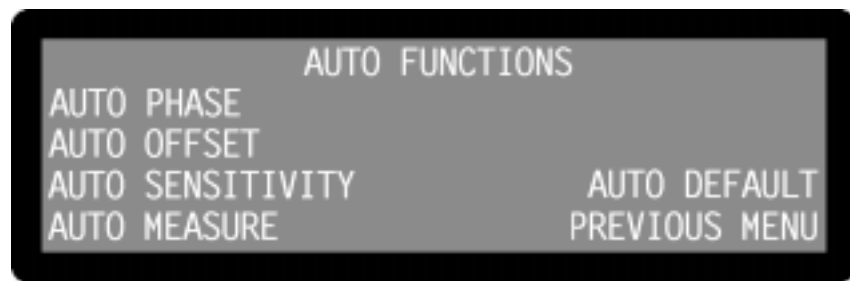 AUTO FUNCTIONS
AUTO PHASE
AUTO OFFSET
AUTO SENSITIVITY AUTO DEFAULT
AUTO MEASURE PREVIOUS MENU